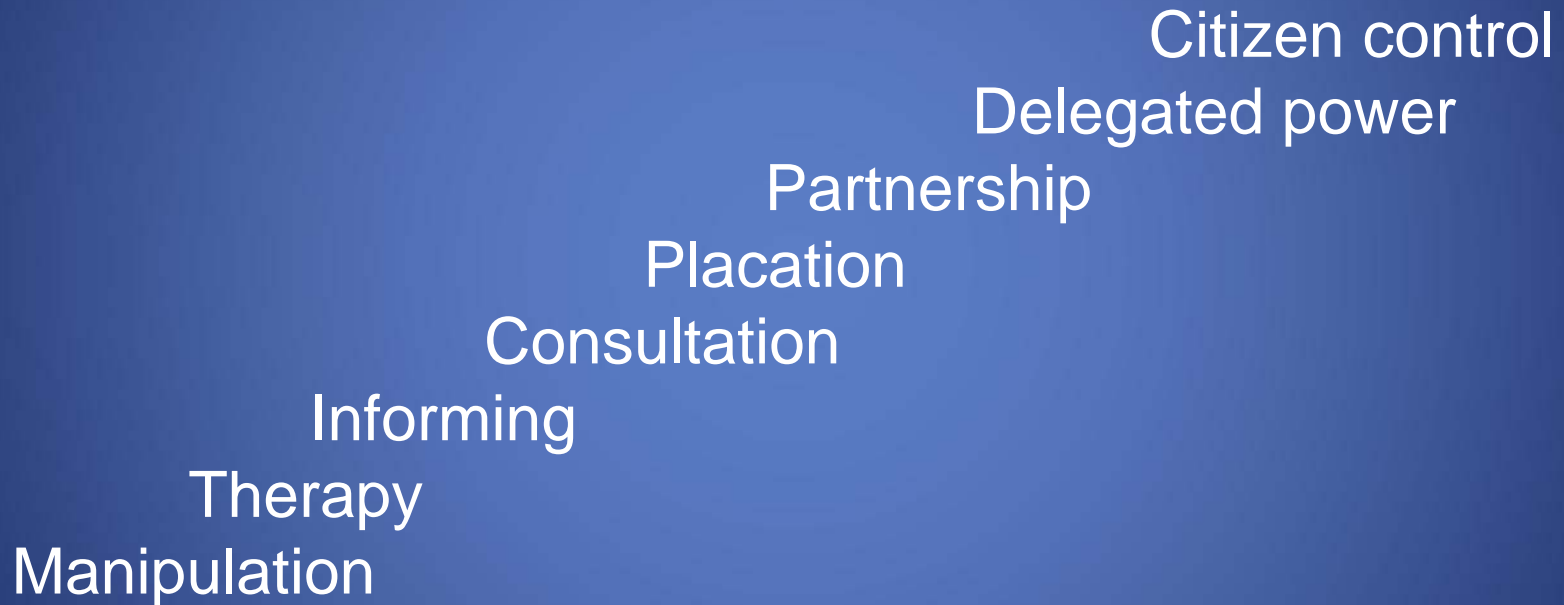 Citizen control
Delegated power
Partnership
Placation
Consultation
Informing
Therapy
Manipulation